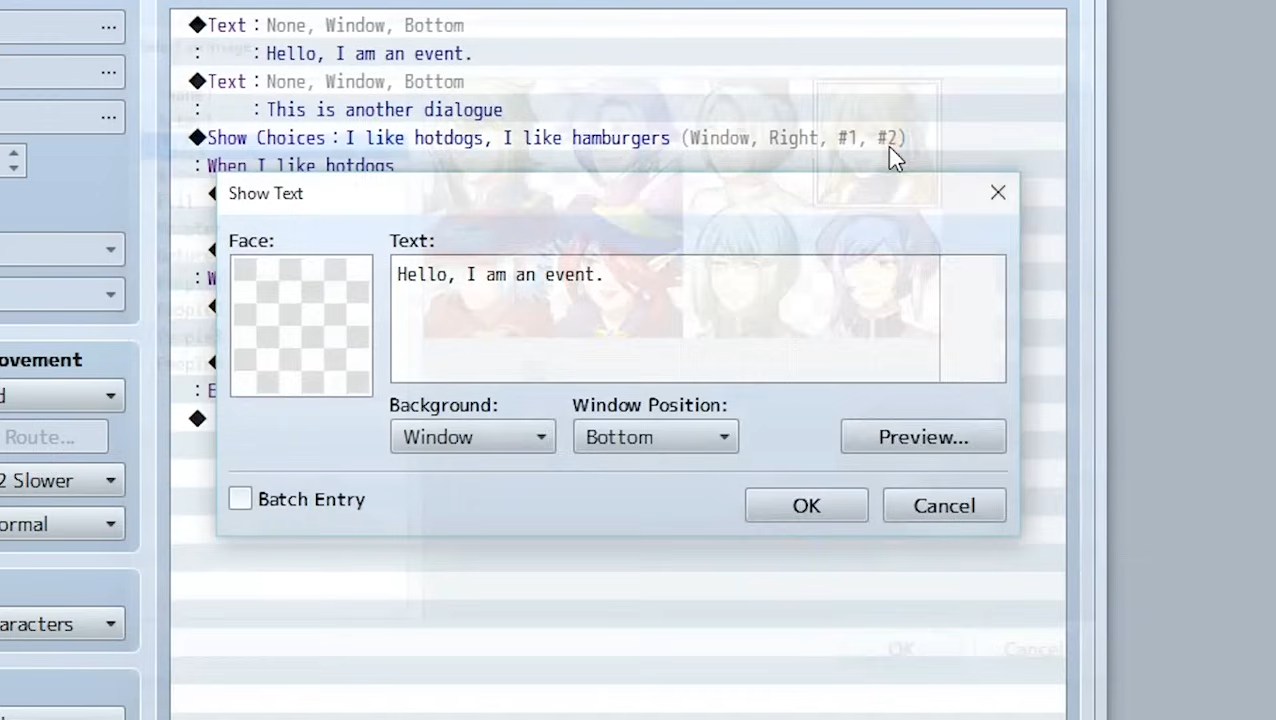 ◆Text：None, Window, Bottom
:    ：Hello, I am an event.
◆Text：None, Window, Bottom
:    ：This is another dialogue
◆Show Choices：I like hotdogs, I like hamburgers (Window, Right, #1, #2)
: When I like hotdogs
Show Text
Face:
Text:
Hello, I am an event.
ovement
Background:
Window Position:
Window
Bottom
Preview...
Route...
2 Slower
Batch Entry
OK
Cancel
ormal
aracters
OK
Cancel